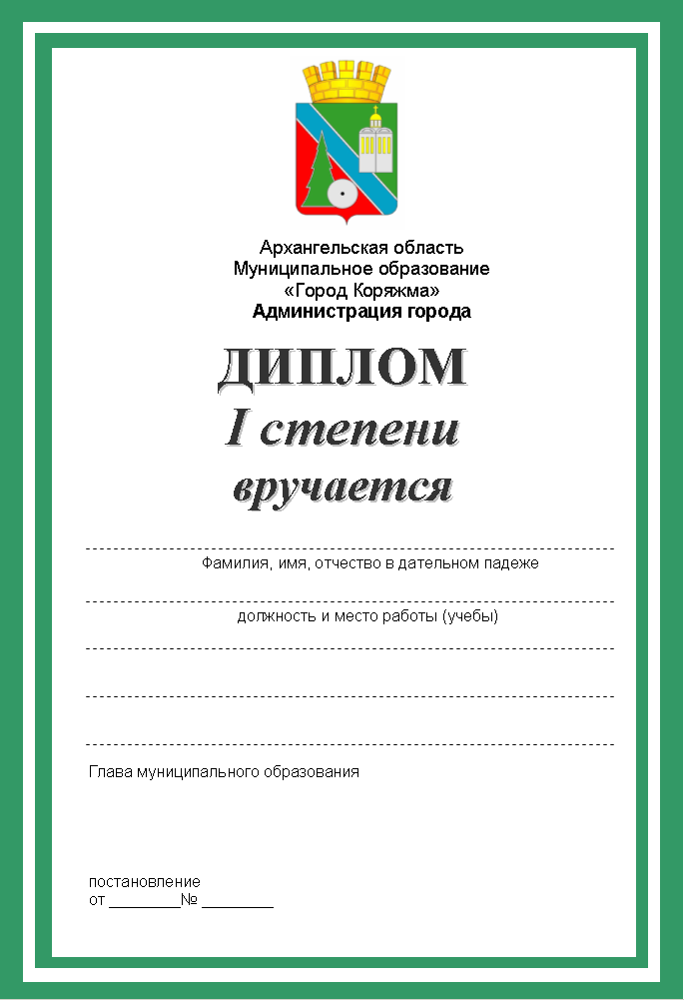 Архангельская область
Муниципальное образование
«Город Коряжма»
Администрация города
ДИПЛОМ
I степени
вручается
Фамилия, имя, отчество в дательном падеже
должность и место работы (учебы)
Глава муниципального образования
постановление
от ________№ ________